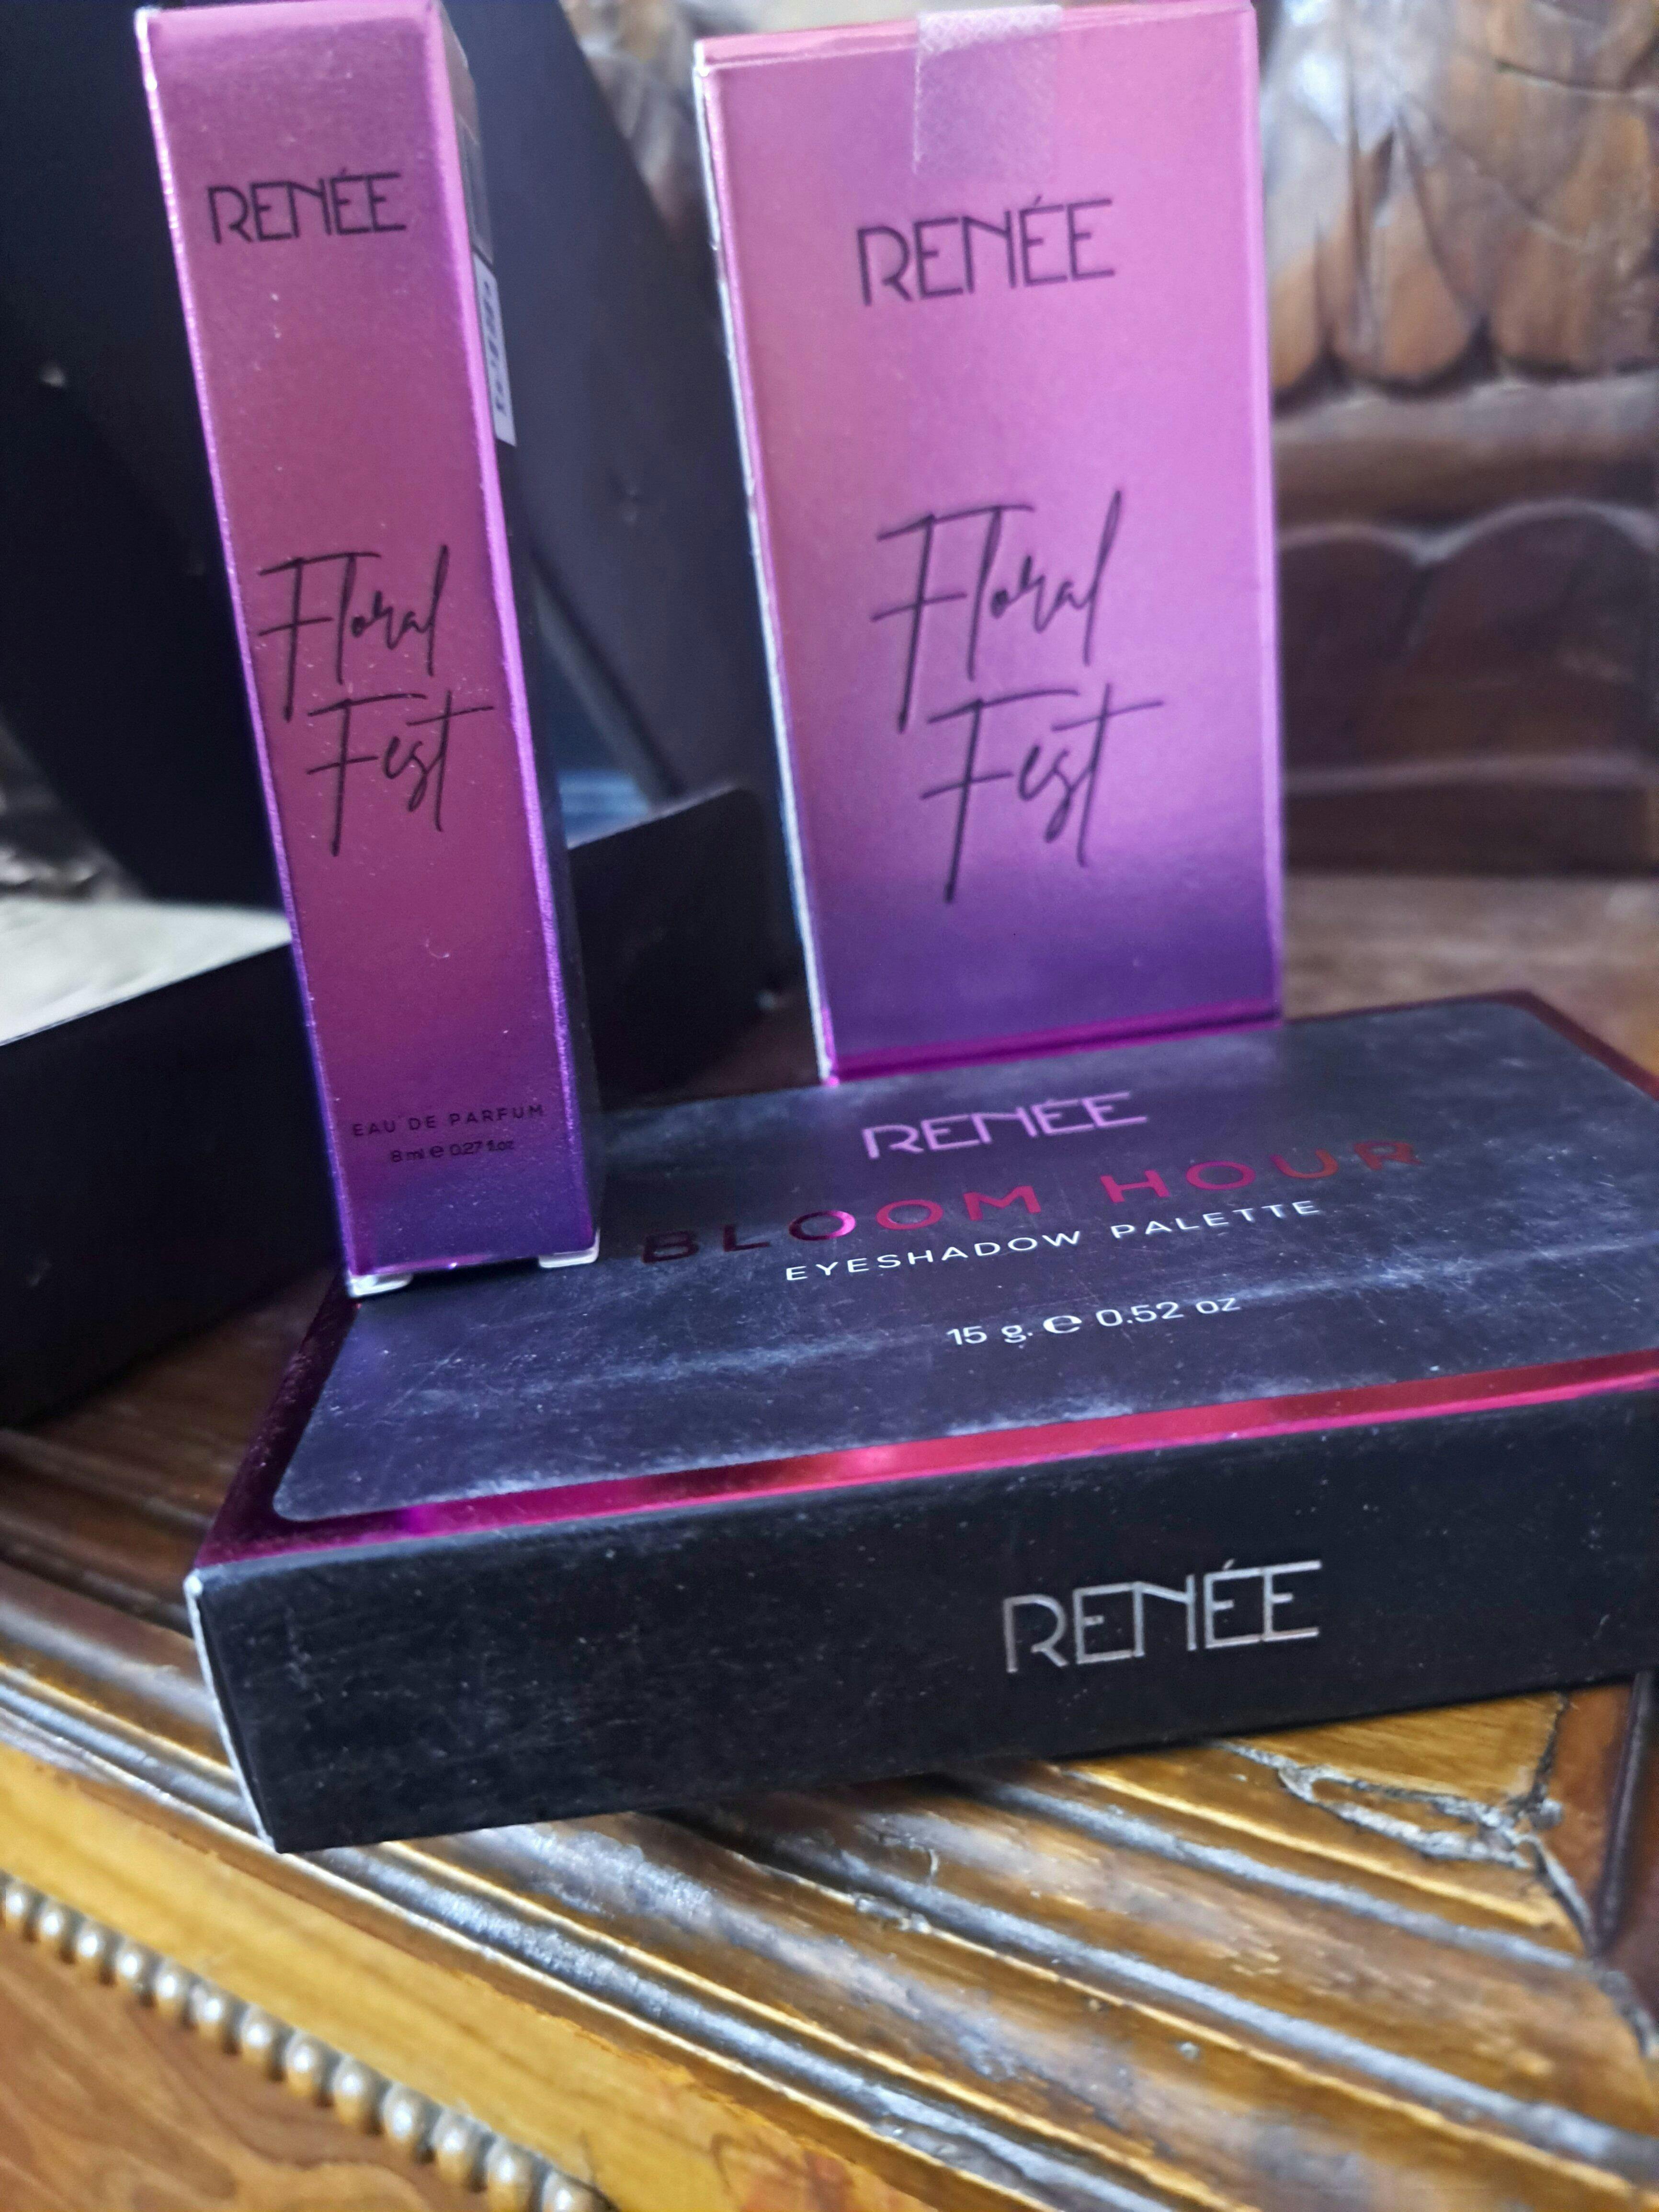 RENÉE
Floral
Fest
EAU DE PARFUM
8 ml e 0.27 fl.oz
RENÉE
Floral
Fest
RENÉE
BLOOM HOUR
EYESHADOW PALETTE
15 g. e 0.52 oz
RENÉE